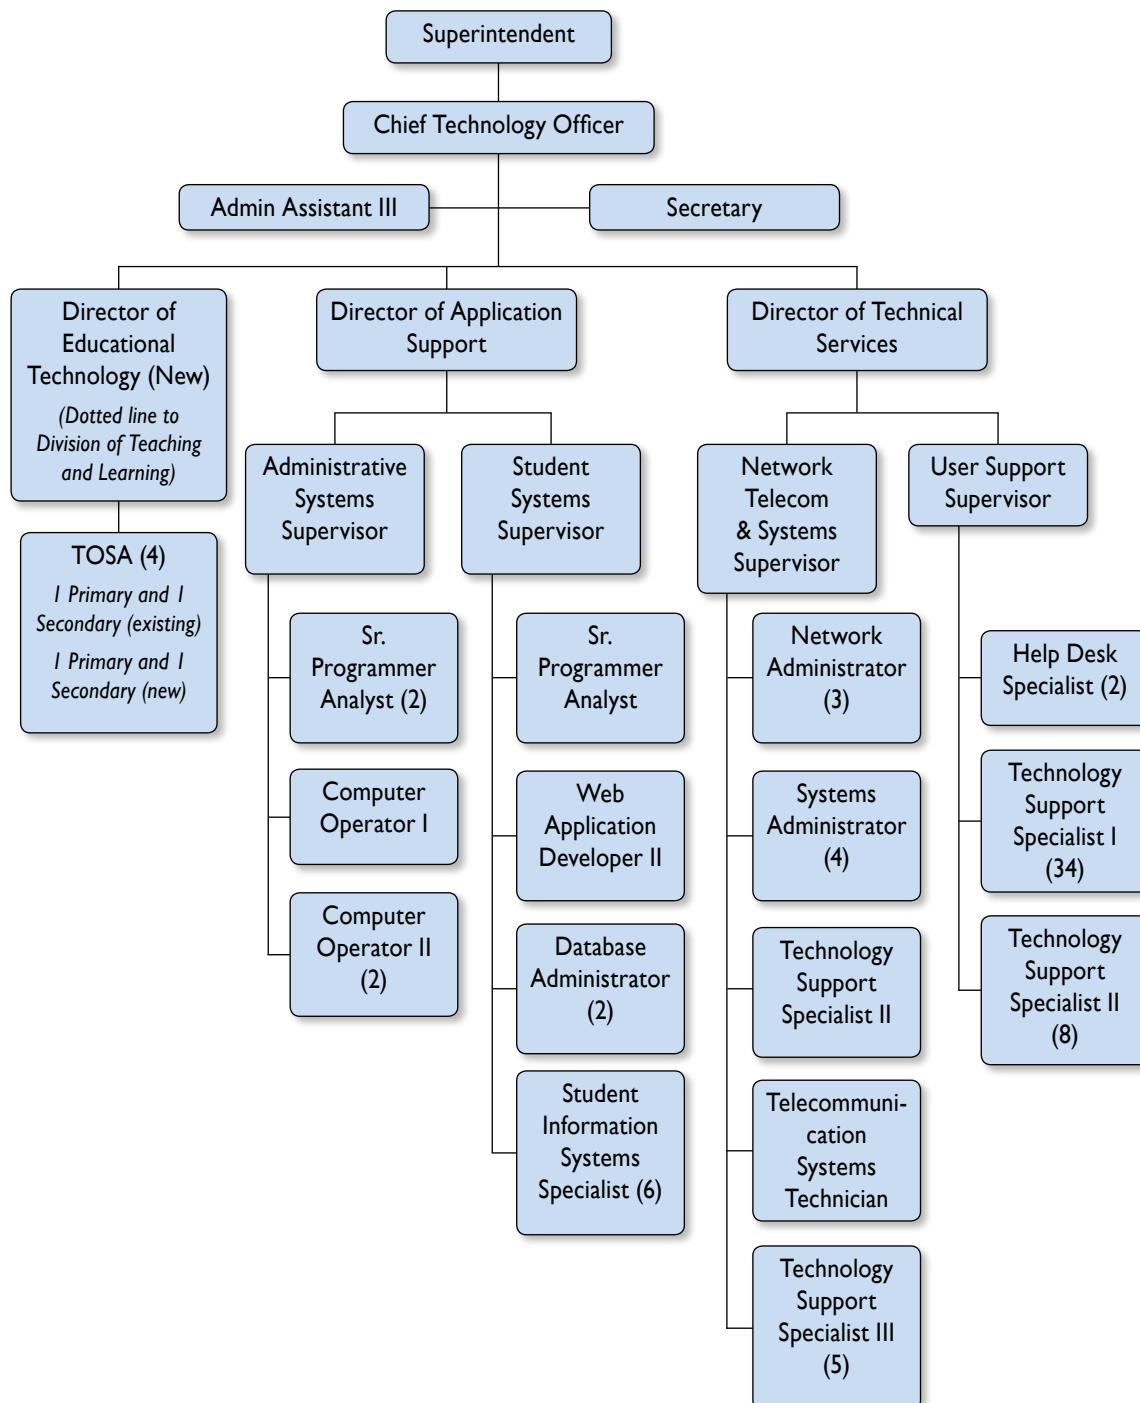 Superintendent
Chief Technology Officer
Admin Assistant III
Secretary
Director of
Educational
Technology (New)
(Dotted line to
Division of Teaching
and Learning)
TOSA (4)
1 Primary and 1
Secondary (existing)
1 Primary and 1
Secondary (new)
Director of Application
Support
Administrative
Systems
Supervisor
Sr.
Programmer
Analyst (2)
Computer
Operator I
Computer
Operator II
(2)
Student
Systems
Supervisor
Sr.
Programmer
Analyst
Web
Application
Developer II
Database
Administrator
(2)
Student
Information
Systems
Specialist (6)
Director of Technical
Services
Network
Telecom
& Systems
Supervisor
Network
Administrator
(3)
Systems
Administrator
(4)
Technology
Support
Specialist II
Telecommuni-
cation
Systems
Technician
Technology
Support
Specialist III
(5)
User Support
Supervisor
Help Desk
Specialist (2)
Technology
Support
Specialist I
(34)
Technology
Support
Specialist II
(8)